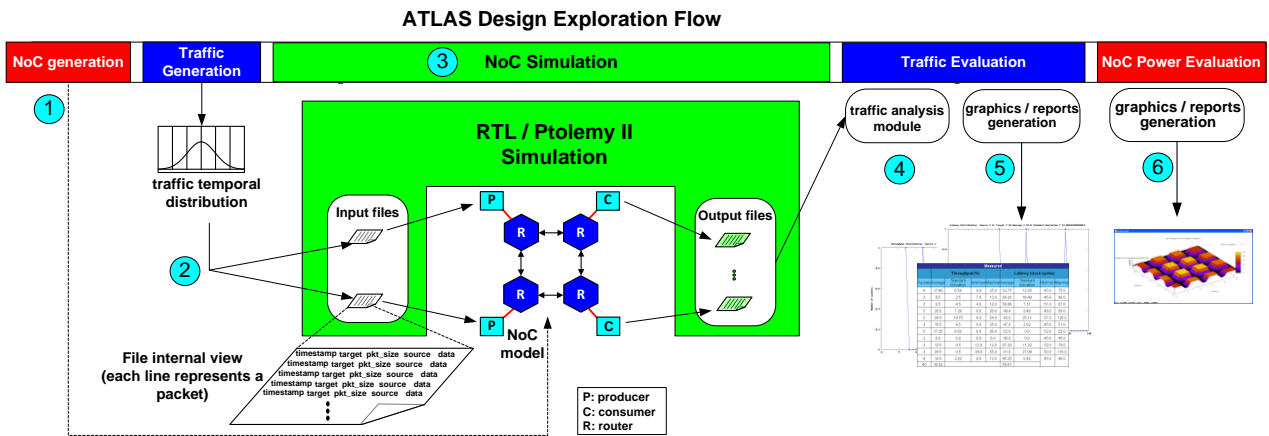 ATLAS Design Exploration Flow
NoC generation
Traffic
Generation
3
NoC Simulation
Traffic Evaluation
NoC Power Evaluation
1
RTL / Ptolemy II
Simulation
traffic analysis
module
graphics / reports
generation
graphics / reports
generation
4
5
6
traffic temporal
distribution
2
Input files
Output files
P
C
R
R
R
R
P
C
NoC
model
File internal view
(each line represents a
packet)
timestamp target pkt_size source data
timestamp target pkt_size source data
timestamp target pkt_size source data
timestamp target pkt_size source data
timestamp target pkt_size source data
P: producer
C: consumer
R: router
Measured